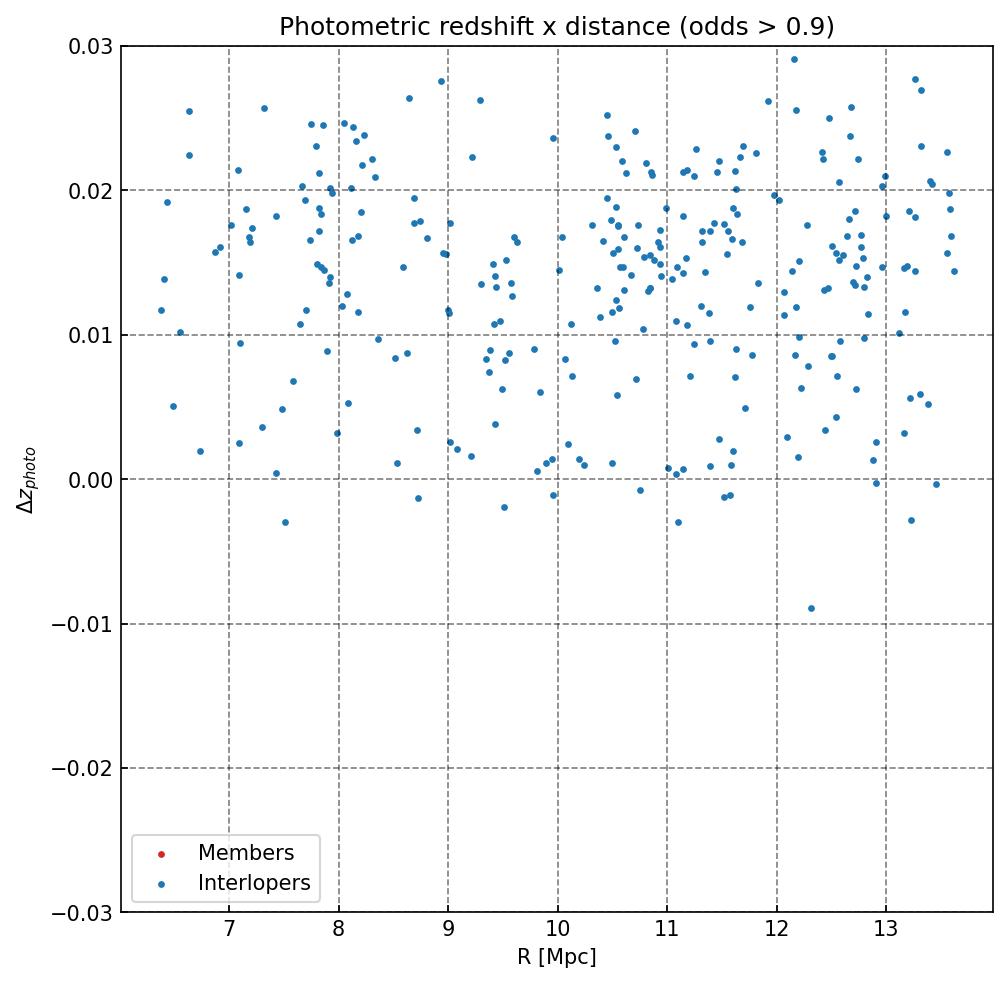 Photometric redshift x distance (odds > 0.9)
0.03
0.02
0.01
0.00
−0.01
−0.02
−0.03
Δz_photo
Members
Interlopers
7 8 9 10 11 12 13
R [Mpc]